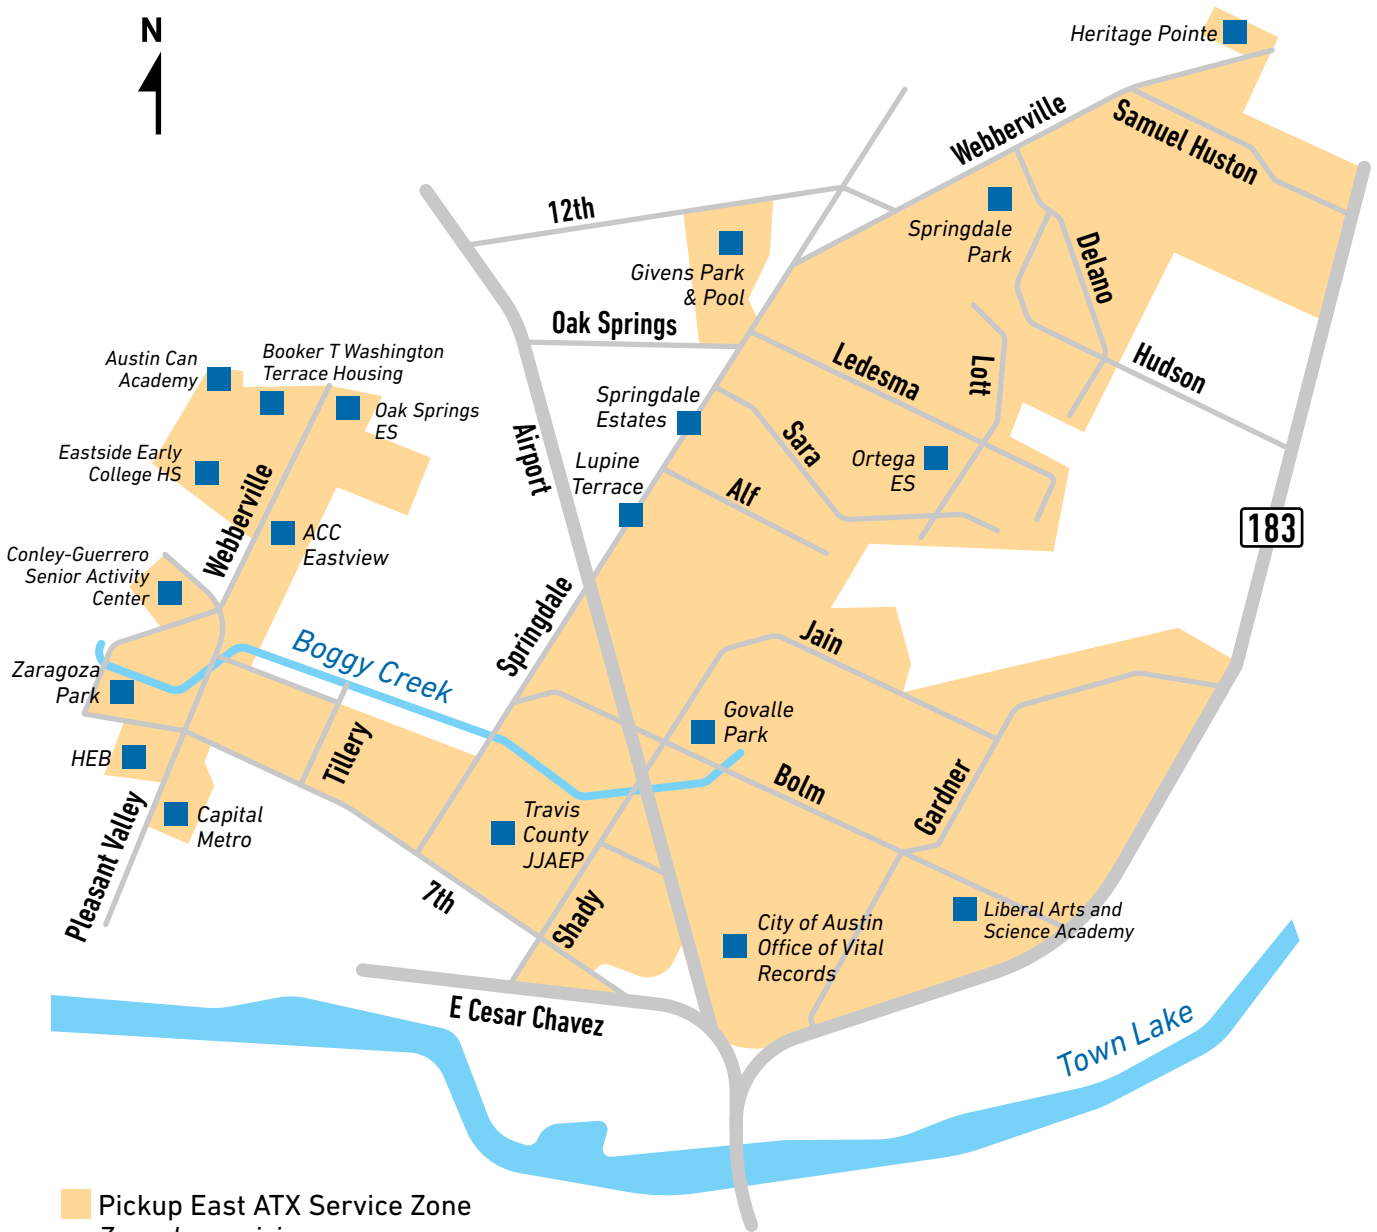 N
Heritage Pointe
Webberville
Samuel Huston
12th
Springdale
Park
Delano
Givens Park
& Pool
Oak Springs
Ledesma
Lott
Hudson
Austin Can
Academy
Booker T Washington
Terrace Housing
Oak Springs
ES
Springdale
Estates
Airport
Sara
Ortega
ES
Eastside Early
College HS
Lupine
Terrace
Alf
Webberville
ACC
Eastview
183
Conley-Guerrero
Senior Activity
Center
Springdale
Boggy Creek
Jain
Zaragoza
Park
Govalle
Park
HEB
Tillery
Bolm
Gardner
Capital
Metro
Travis
County
JJAEP
Pleasant Valley
7th
Shady
City of Austin
Office of Vital
Records
Liberal Arts and
Science Academy
E Cesar Chavez
Town Lake
Pickup East ATX Service Zone